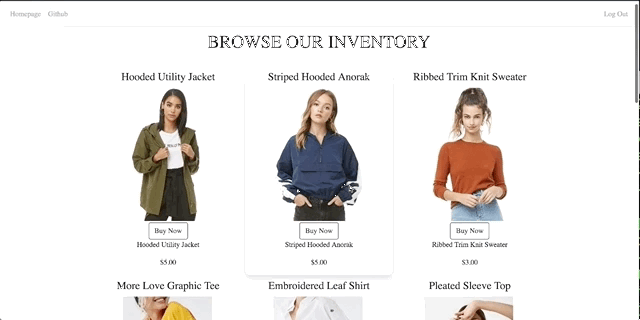 Homepage Github Log Out
BROWSE OUR INVENTORY
Hooded Utility Jacket Striped Hooded Anorak Ribbed Trim Knit Sweater
Buy Now Buy Now Buy Now
Hooded Utility Jacket Striped Hooded Anorak Ribbed Trim Knit Sweater
$5.00 $5.00 $3.00
More Love Graphic Tee Embroidered Leaf Shirt Pleated Sleeve Top